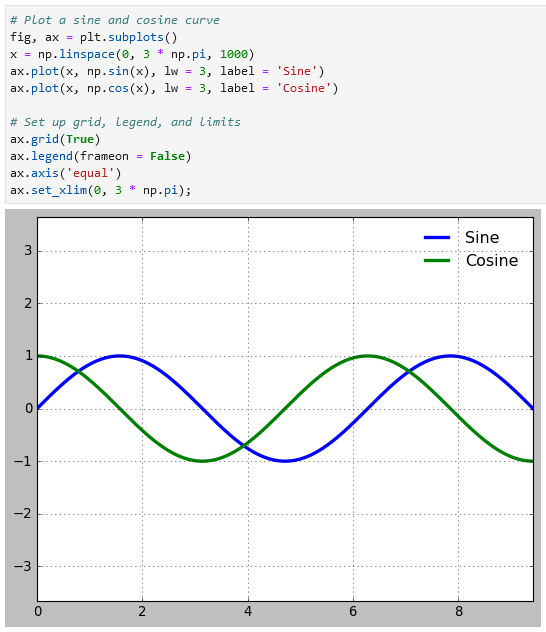 # Plot a sine and cosine curve
fig, ax = plt.subplots()
x = np.linspace(0, 3 * np.pi, 1000)
ax.plot(x, np.sin(x), lw = 3, label = 'Sine')
ax.plot(x, np.cos(x), lw = 3, label = 'Cosine')
# Set up grid, legend, and limits
ax.grid(True)
ax.legend(frameon = False)
ax.axis('equal')
ax.set_xlim(0, 3 * np.pi);
Sine
Cosine
3
2
1
0
−1
−2
−3
0 2 4 6 8